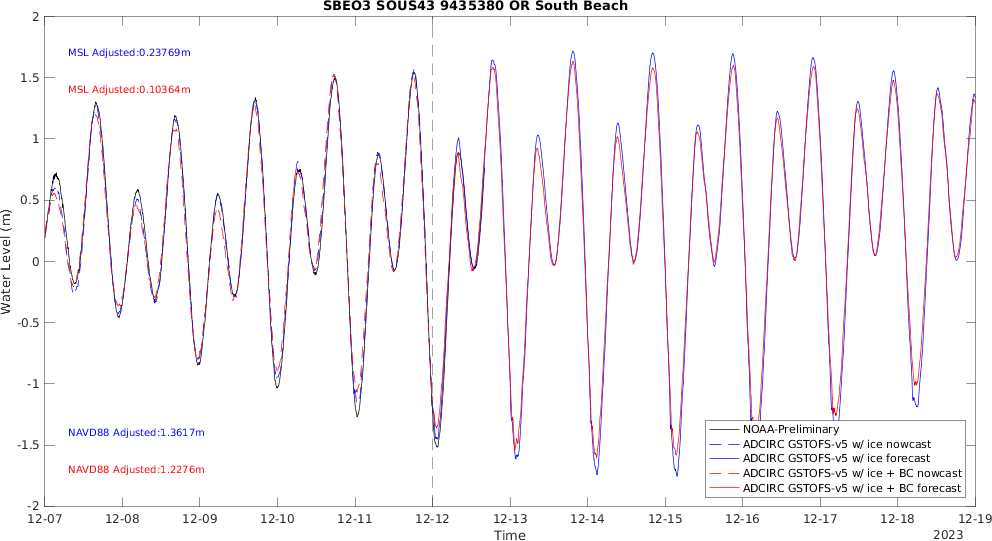 SBEO3 SOUS43 9435380 OR South Beach
MSL Adjusted:0.23769m
MSL Adjusted:0.10364m
NAVD88 Adjusted:1.3617m
NAVD88 Adjusted:1.2276m
Water Level (m)
2
1.5
1
0.5
0
-0.5
-1
-1.5
-2
NOAA-Preliminary
ADCIRC GSTOFS-v5 w/ ice nowcast
ADCIRC GSTOFS-v5 w/ ice forecast
ADCIRC GSTOFS-v5 w/ ice + BC nowcast
ADCIRC GSTOFS-v5 w/ ice + BC forecast
12-07 12-08 12-09 12-10 12-11 12-12 12-13 12-14 12-15 12-16 12-17 12-18 12-19
Time
2023